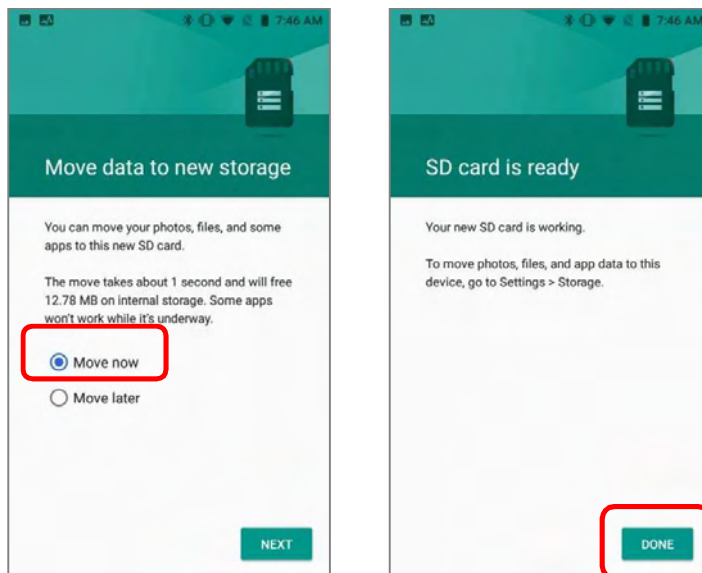 7:46 AM
Move data to new storage
You can move your photos, files, and some
apps to this new SD card.
The move takes about 1 second and will free
12.78 MB on internal storage. Some apps
won't work while it's underway.
Move now
Move later
NEXT
7:46 AM
SD card is ready
Your new SD card is working.
To move photos, files, and app data to this
device, go to Settings > Storage.
DONE